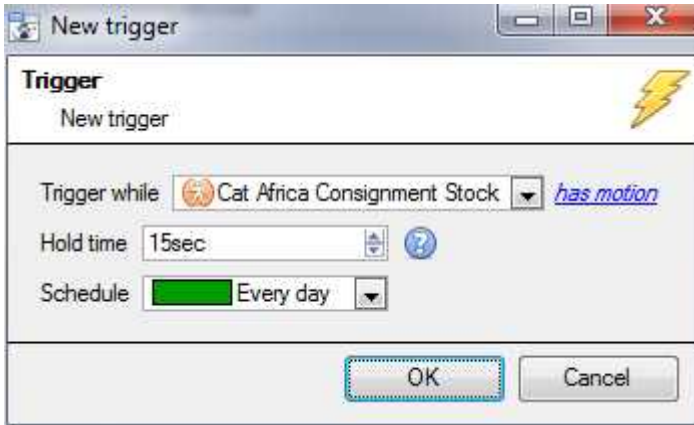 New trigger
Trigger
New trigger
Trigger while Cat Africa Consignment Stock has motion
Hold time 15sec
Schedule Every day
OK Cancel